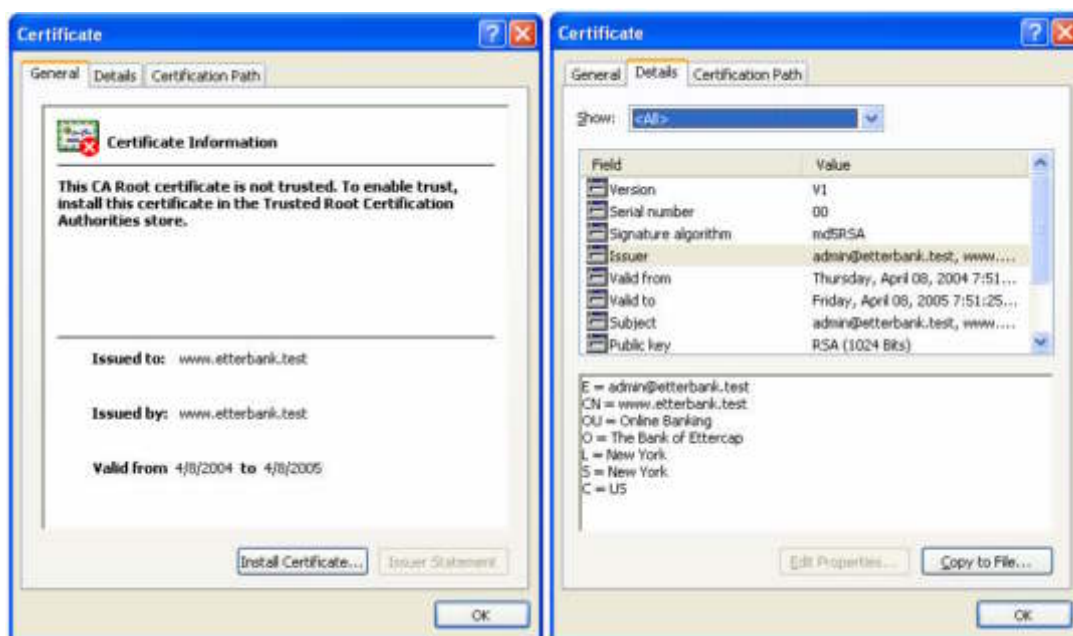 Certificate
General Details Certification Path
Certificate Information
This CA Root certificate is not trusted. To enable trust,
install this certificate in the Trusted Root Certification
Authorities store.
Issued to: www.etterbank.test
Issued by: www.etterbank.test
Valid from 4/8/2004 to 4/8/2005
Install Certificate...
Issuer Statement
OK
Certificate
General Details Certification Path
Show: <All>
Field Value
Version V1
Serial number 00
Signature algorithm md5RSA
Issuer admin@etterbank.test, www....
Valid from Thursday, April 08, 2004 7:51...
Valid to Friday, April 08, 2005 7:51:25...
Subject admin@etterbank.test, www....
Public key RSA (1024 Bits)
E = admin@etterbank.test
CN = www.etterbank.test
OU = Online Banking
O = The Bank of Ettercap
L = New York
S = New York
C = US
Edit Properties...
Copy to File...
OK